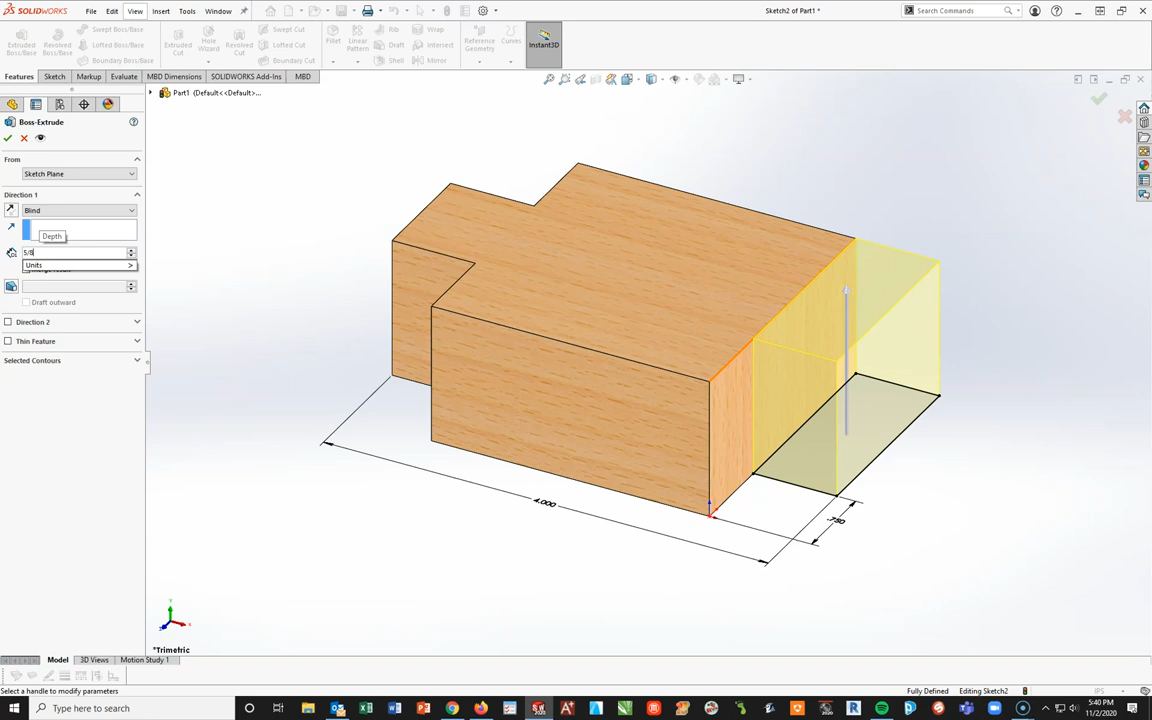 SOLIDWORKS File Edit View Insert Tools Window Sketch2 of Part1 * Search Commands
Extruded Boss/Base Revolved Boss/Base Swept Boss/Base Lofted Boss/Base Boundary Boss/Base Extruded Cut Hole Wizard Revolved Cut Swept Cut Lofted Cut Boundary Cut Fillet Linear Pattern Rib Draft Shell Wrap Intersect Mirror Reference Geometry Curves Instant3D
Features Sketch Markup Evaluate MBD Dimensions SOLIDWORKS Add-Ins MBD
Part1 (Default<<Default>...
Boss-Extrude
From
Sketch Plane
Direction 1
Blind
Depth
5/8
Units >
Draft outward
Direction 2
Thin Feature
Selected Contours
4.000
.750
Y
X
Z
*Trimetric
Model 3D Views Motion Study 1
Select a handle to modify parameters Fully Defined Editing Sketch2 IPS
Type here to search
5:40 PM
11/2/2020